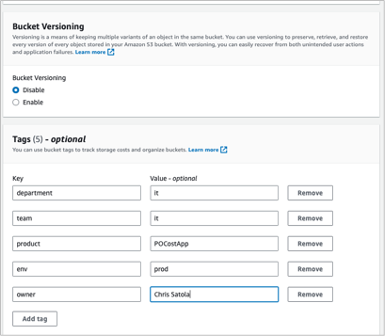 Bucket Versioning
Versioning is a means of keeping multiple variants of an object in the same bucket. You can use versioning to preserve, retrieve, and restore
every version of every object stored in your Amazon S3 bucket. With versioning, you can easily recover from both unintended user actions
and application failures. Learn more
Bucket Versioning
Disable
Enable
Tags (5) - optional
You can use bucket tags to track storage costs and organize buckets. Learn more
Key Value - optional
department it Remove
team it Remove
product POCostApp Remove
env prod Remove
owner Chris Satola Remove
Add tag